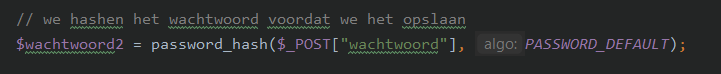 // we hashen het wachtwoord voordat we het opslaan
$wachtwoord2 = password_hash($_POST["wachtwoord"], algo: PASSWORD_DEFAULT);